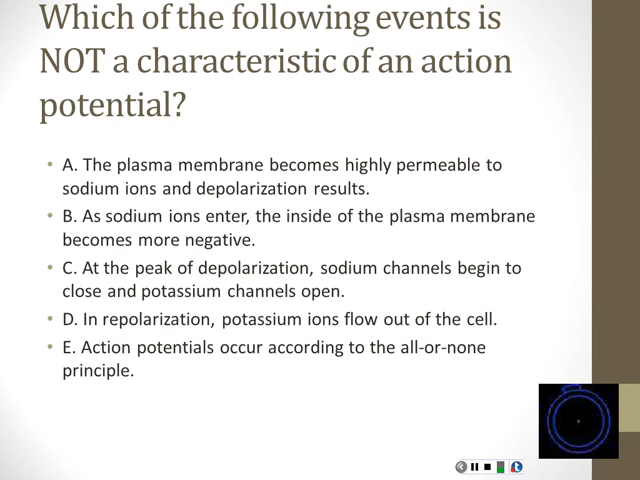 Which of the following events is
NOT a characteristic of an action
potential?
• A. The plasma membrane becomes highly permeable to
sodium ions and depolarization results.
• B. As sodium ions enter, the inside of the plasma membrane
becomes more negative.
• C. At the peak of depolarization, sodium channels begin to
close and potassium channels open.
• D. In repolarization, potassium ions flow out of the cell.
• E. Action potentials occur according to the all-or-none
principle.